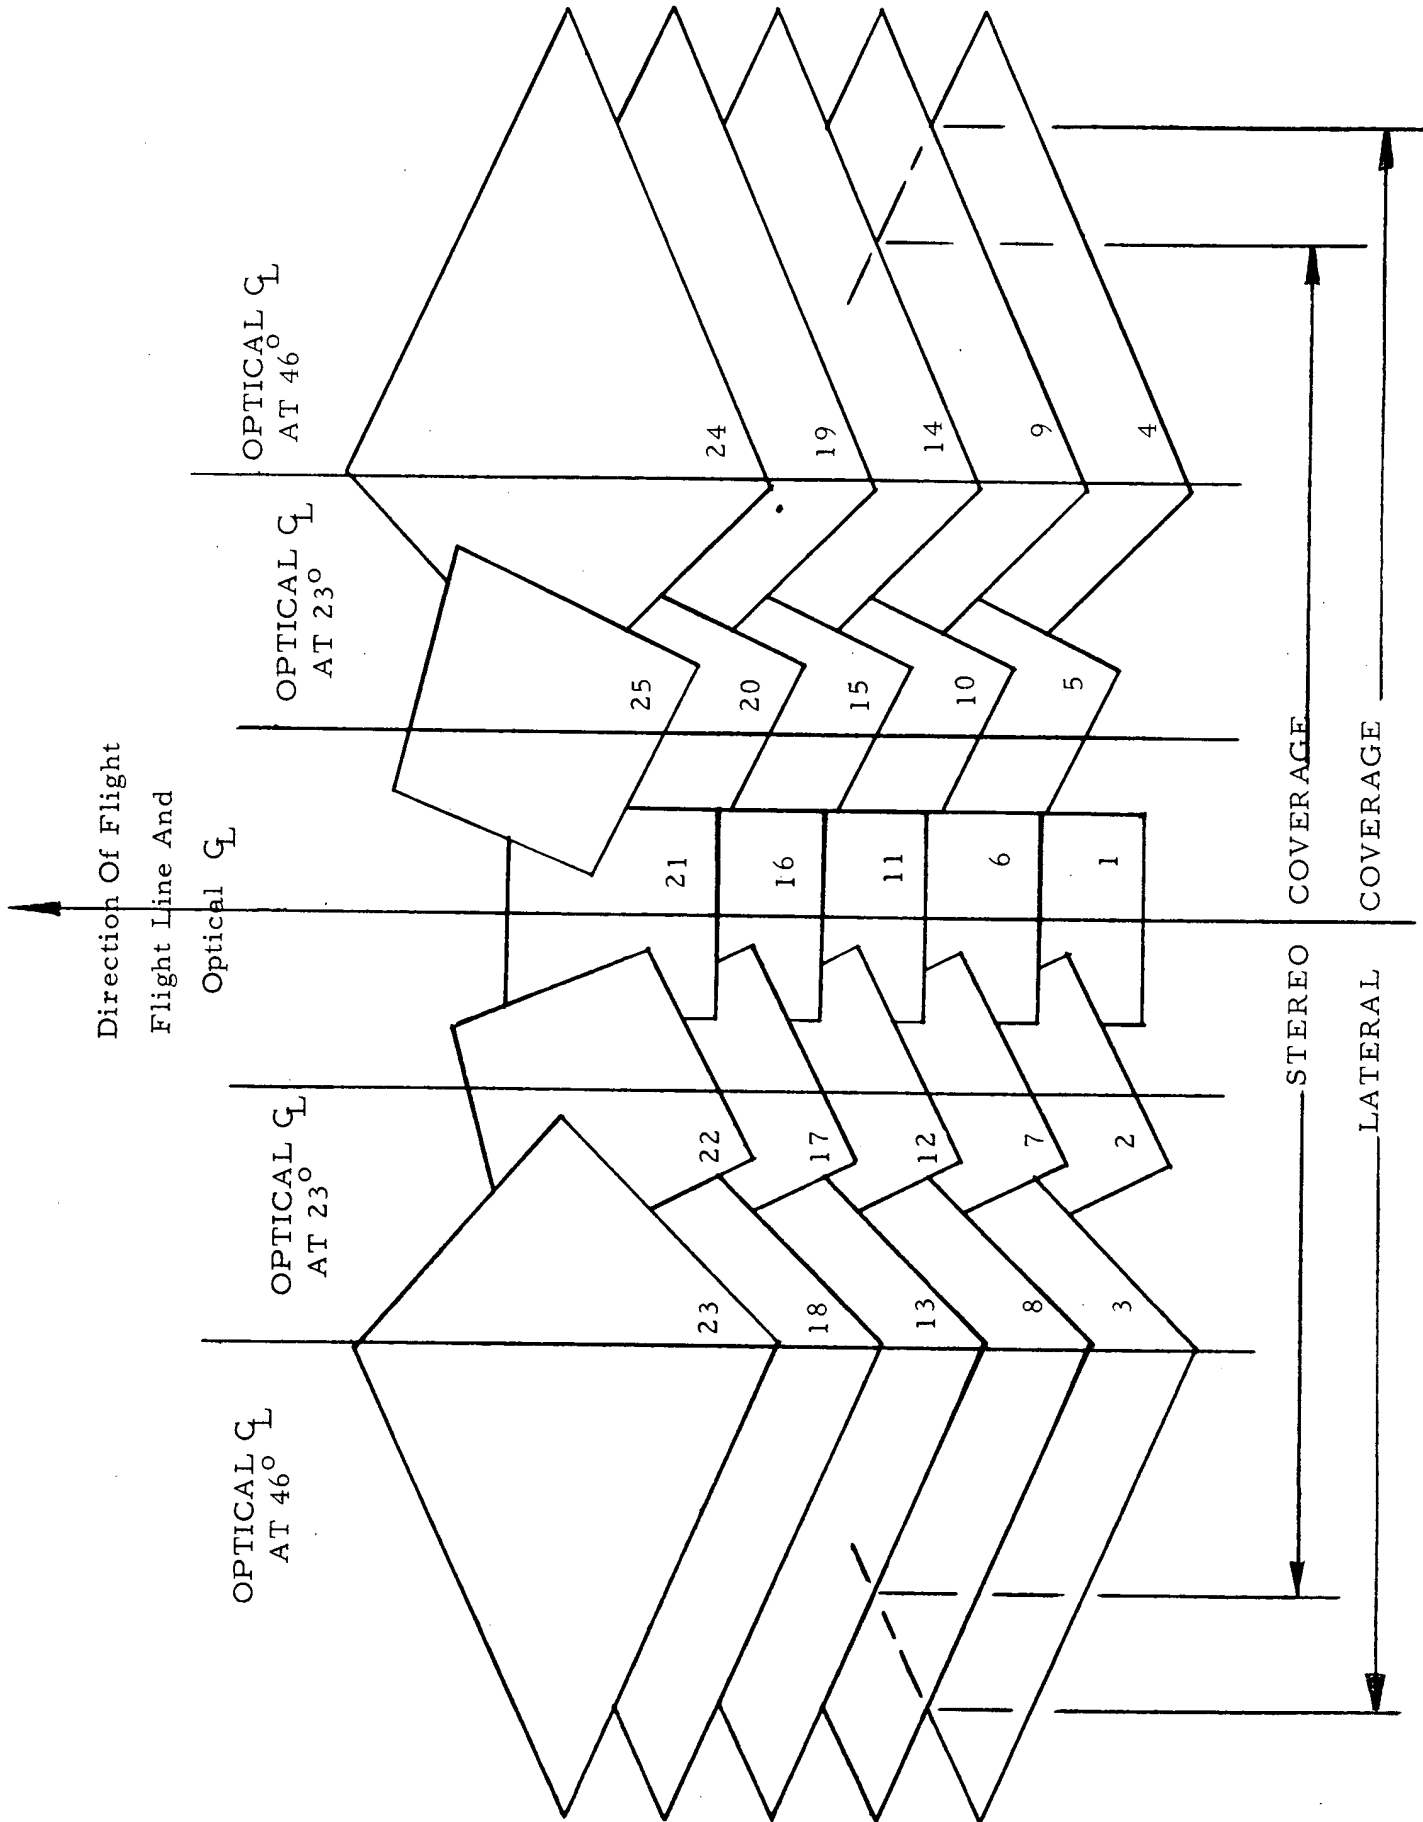 Direction Of Flight
Flight Line And
Optical ℄
OPTICAL ℄
AT 46°
OPTICAL ℄
AT 23°
OPTICAL ℄
AT 23°
OPTICAL ℄
AT 46°
23 22 21 25 24
18 17 16 20 19
13 12 11 15 14
8 7 6 10 9
3 2 1 5 4
STEREO COVERAGE
LATERAL COVERAGE